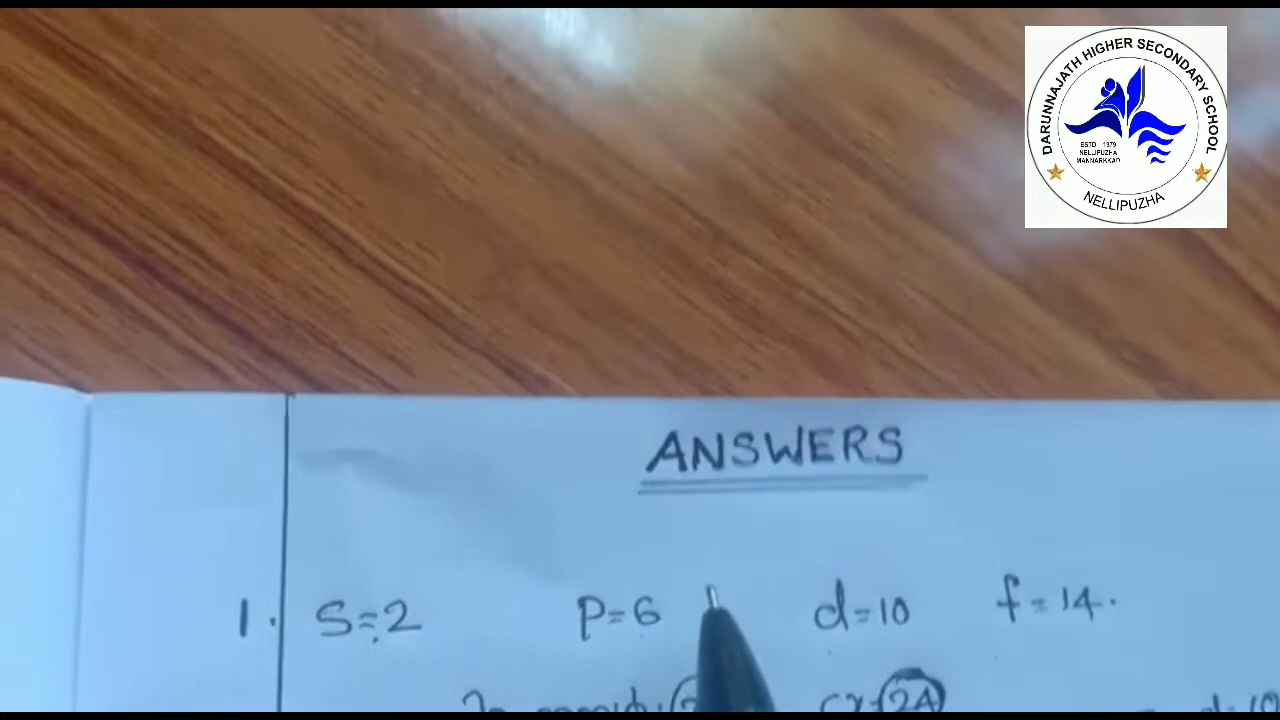 DARUNNAJATH HIGHER SECONDARY SCHOOL
ESTD 1979
NELLIPUZHA
MANNARKKAD
NELLIPUZHA
ANSWERS
1. S=2 P=6 d=10 f=14.